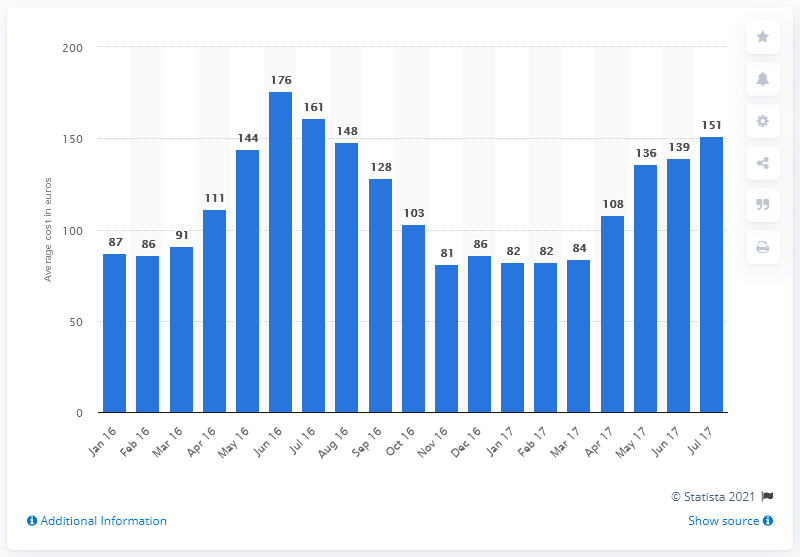 200
150
100
50
0
Average cost in euros
87 86 91 111 144 176 161 148 128 103 81 86 82 82 84 108 136 139 151
Jan 16 Feb 16 Mar 16 Apr 16 May 16 Jun 16 Jul 16 Aug 16 Sep 16 Oct 16 Nov 16 Dec 16 Jan 17 Feb 17 Mar 17 Apr 17 May 17 Jun 17 Jul 17
© Statista 2021
Additional Information
Show source